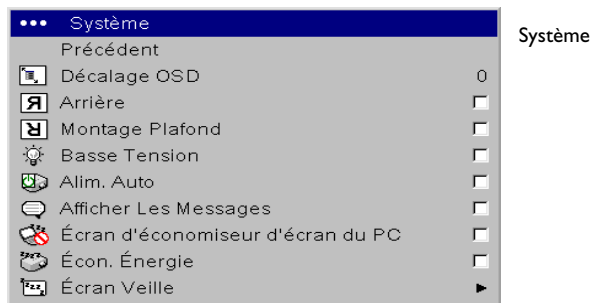 ••• Système
Système
Précédent
Décalage OSD 0
Arrière
Montage Plafond
Basse Tension
Alim. Auto
Afficher Les Messages
Écran d'économiseur d'écran du PC
Écon. Énergie
Écran Veille